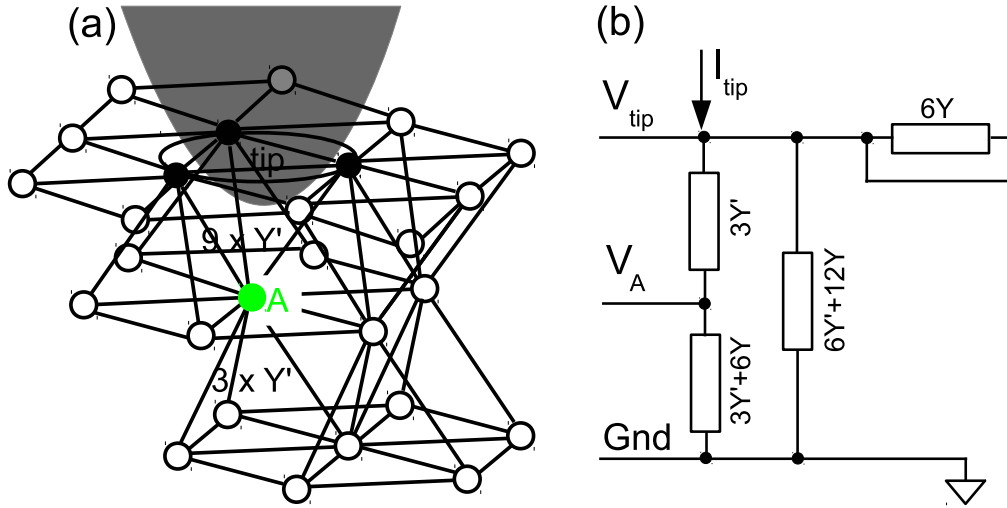 (a)
tip
9 x Y'
A
3 x Y'
(b)
I tip
V tip
6Y
3Y'
V A
6Y'+12Y
3Y'+6Y
Gnd